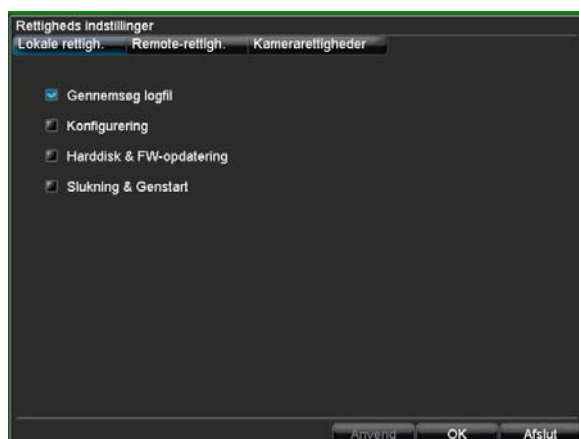 Rettigheds indstillinger
Lokale rettigh. Remote-rettigh. Kamerarettigheder
Gennemsøg logfil
Konfigurering
Harddisk & FW-opdatering
Slukning & Genstart
Anvend OK Afslut